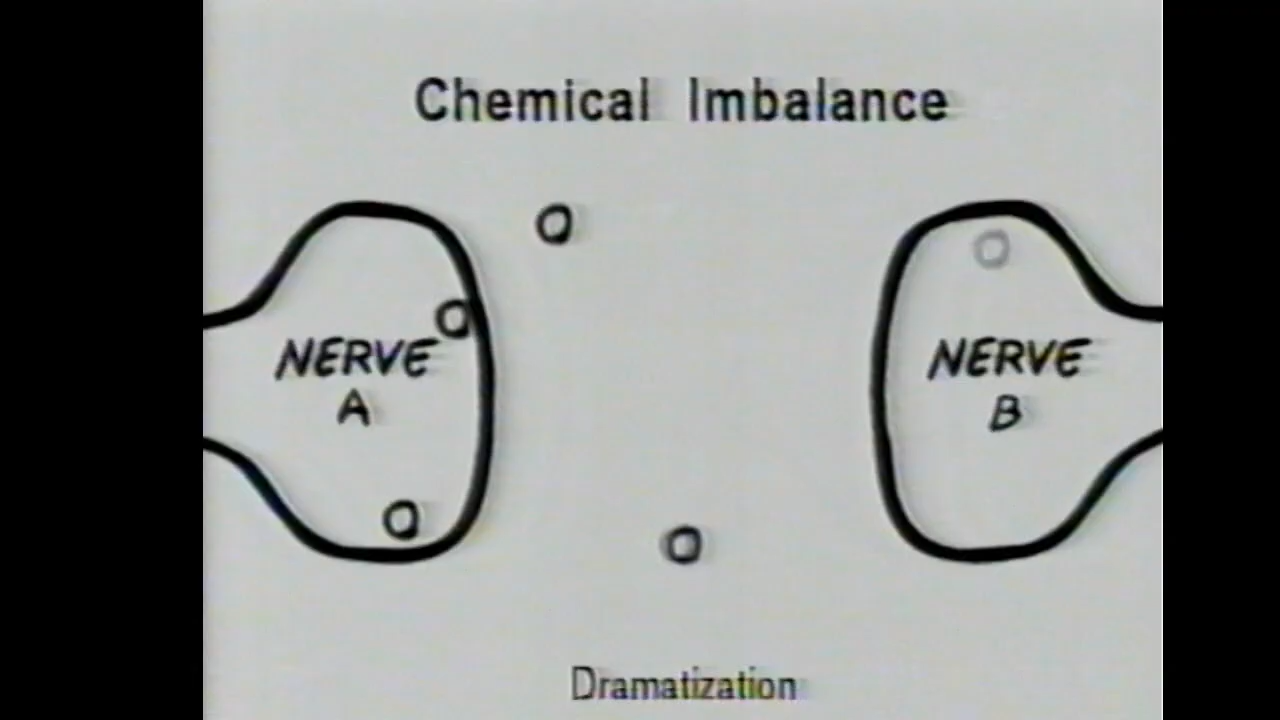 Chemical Imbalance
NERVE
A
NERVE
B
Dramatization